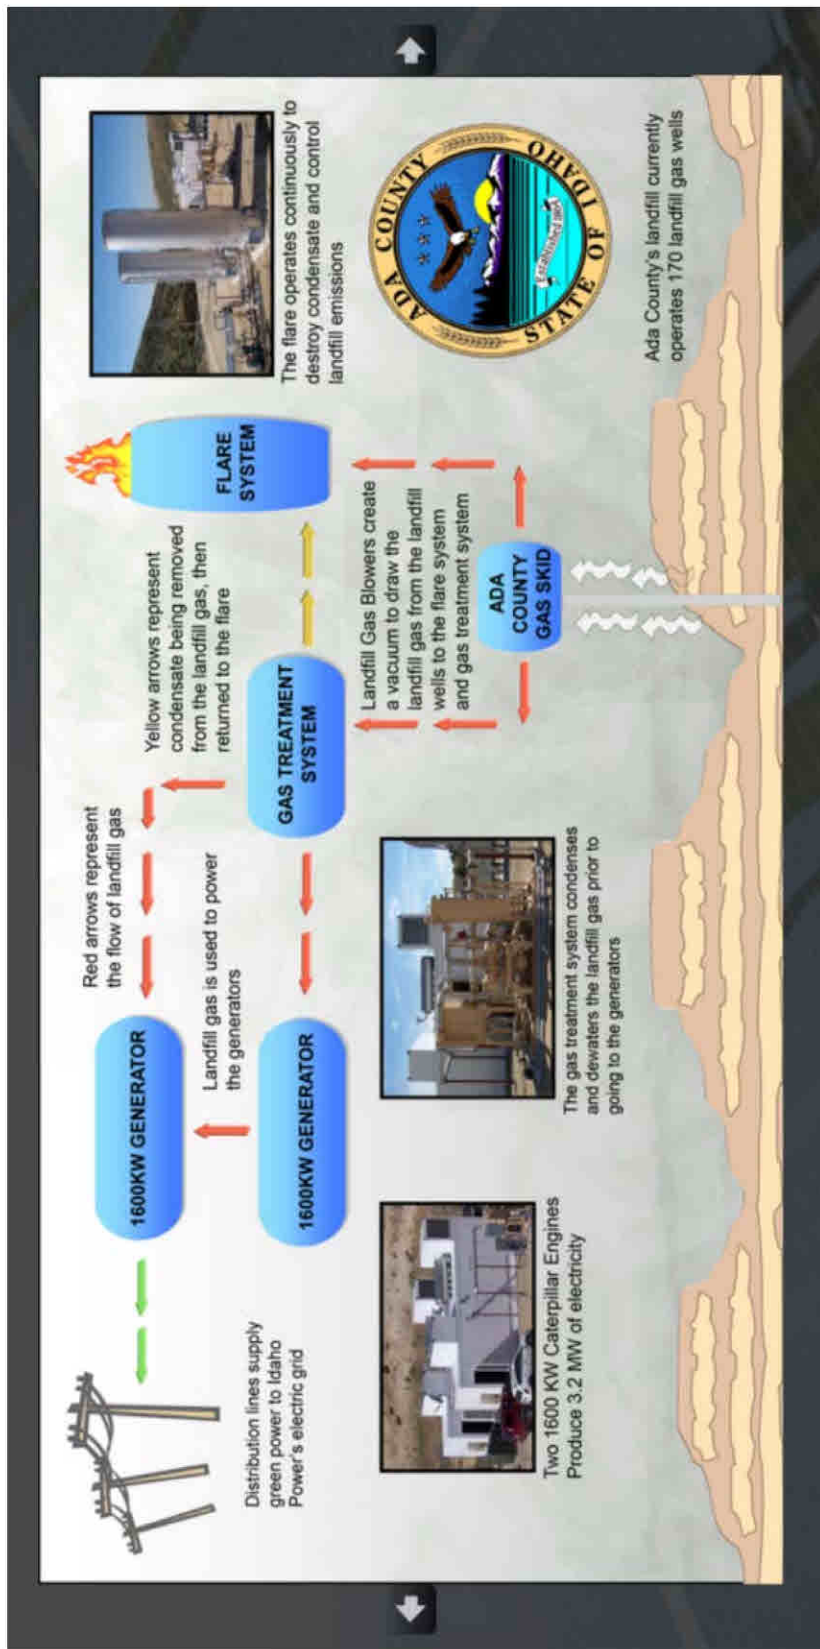 Distribution lines supply
green power to Idaho
Power's electric grid
1600KW GENERATOR
Red arrows represent
the flow of landfill gas
Landfill gas is used to power
the generators
1600KW GENERATOR
Yellow arrows represent
condensate being removed
from the landfill gas, then
returned to the flare
GAS TREATMENT
SYSTEM
FLARE
SYSTEM
The flare operates continuously to
destroy condensate and control
landfill emissions
Two 1600 KW Caterpillar Engines
Produce 3.2 MW of electricity
The gas treatment system condenses
and dewaters the landfill gas prior to
going to the generators
Landfill Gas Blowers create
a vacuum to draw the
landfill gas from the landfill
wells to the flare system
and gas treatment system
ADA
COUNTY
GAS SKID
ADA COUNTY
Established 1864
STATE OF IDAHO
Ada County's landfill currently
operates 170 landfill gas wells